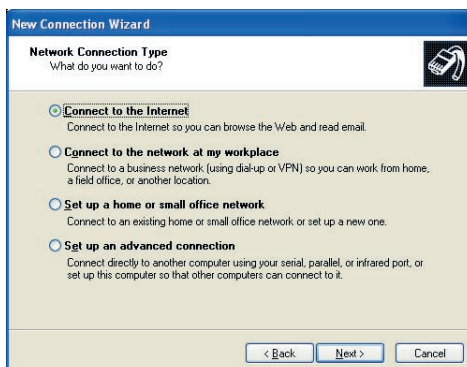 New Connection Wizard
Network Connection Type
What do you want to do?
Connect to the Internet
Connect to the Internet so you can browse the Web and read email.
Connect to the network at my workplace
Connect to a business network (using dial-up or VPN) so you can work from home,
a field office, or another location.
Set up a home or small office network
Connect to an existing home or small office network or set up a new one.
Set up an advanced connection
Connect directly to another computer using your serial, parallel, or infrared port, or
set up this computer so that other computers can connect to it.
< Back Next > Cancel